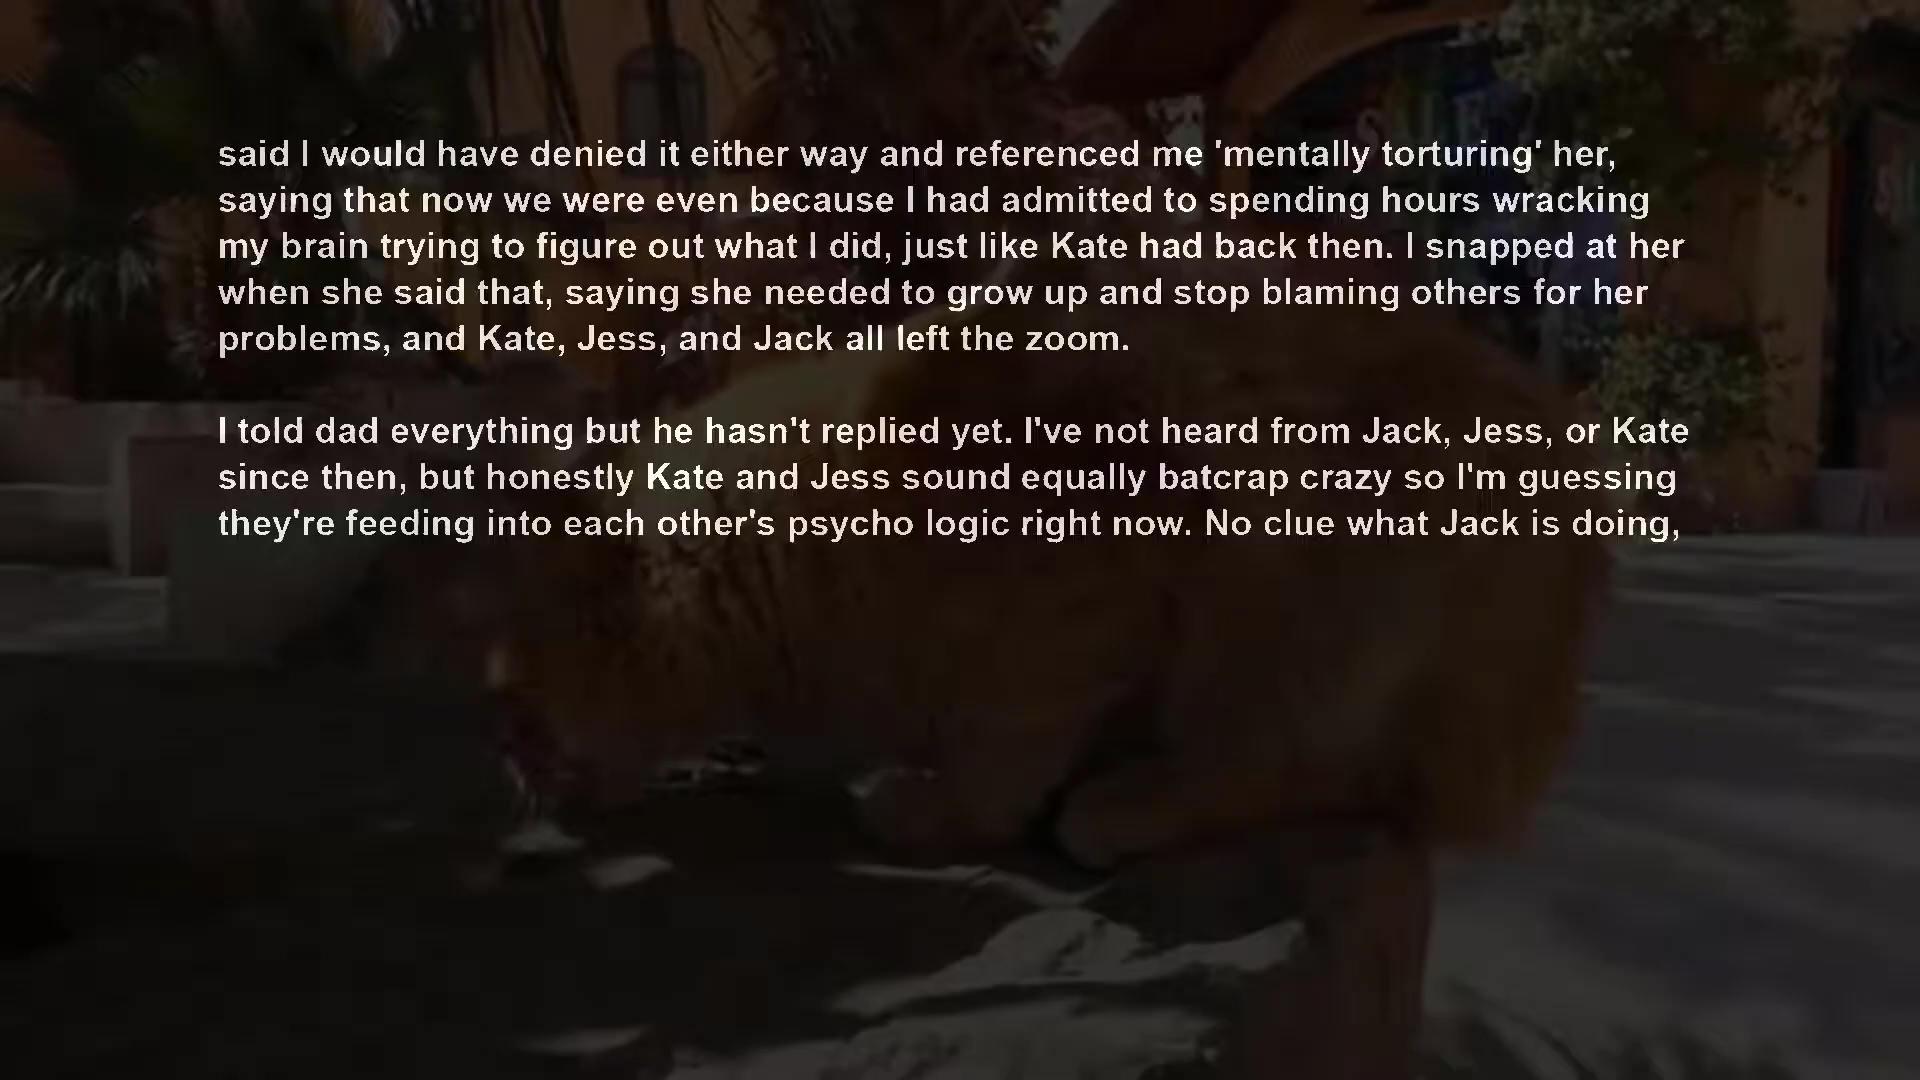 said I would have denied it either way and referenced me 'mentally torturing' her,
saying that now we were even because I had admitted to spending hours wracking
my brain trying to figure out what I did, just like Kate had back then. I snapped at her
when she said that, saying she needed to grow up and stop blaming others for her
problems, and Kate, Jess, and Jack all left the zoom.
I told dad everything but he hasn't replied yet. I've not heard from Jack, Jess, or Kate
since then, but honestly Kate and Jess sound equally batcrap crazy so I'm guessing
they're feeding into each other's psycho logic right now. No clue what Jack is doing,